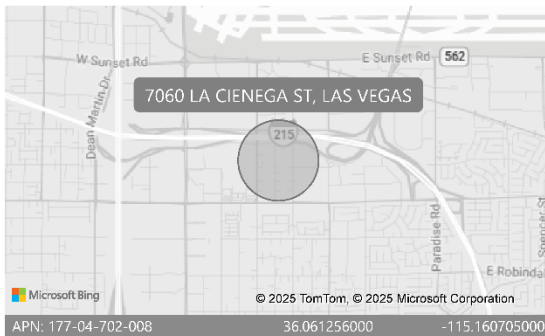 W Sunset Rd
E Sunset Rd
562
Dean Martin Dr
7060 LA CIENEGA ST, LAS VEGAS
215
Paradise Rd
Spencer St
E Robindal
Microsoft Bing
© 2025 TomTom, © 2025 Microsoft Corporation
APN: 177-04-702-008 36.061256000 -115.160705000